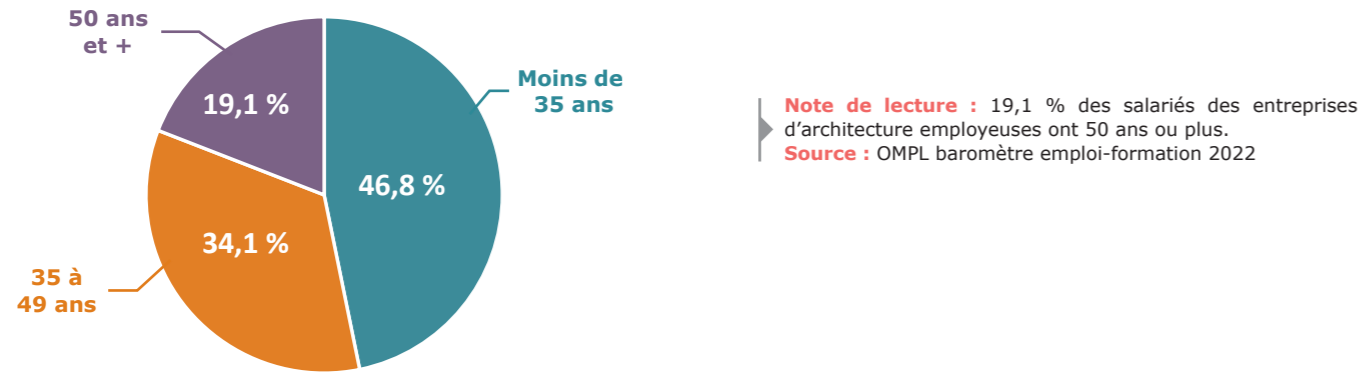 50 ans
et +
19,1 %
Moins de
35 ans
46,8 %
34,1 %
35 à
49 ans
Note de lecture : 19,1 % des salariés des entreprises
d’architecture employeuses ont 50 ans ou plus.
Source : OMPL baromètre emploi-formation 2022